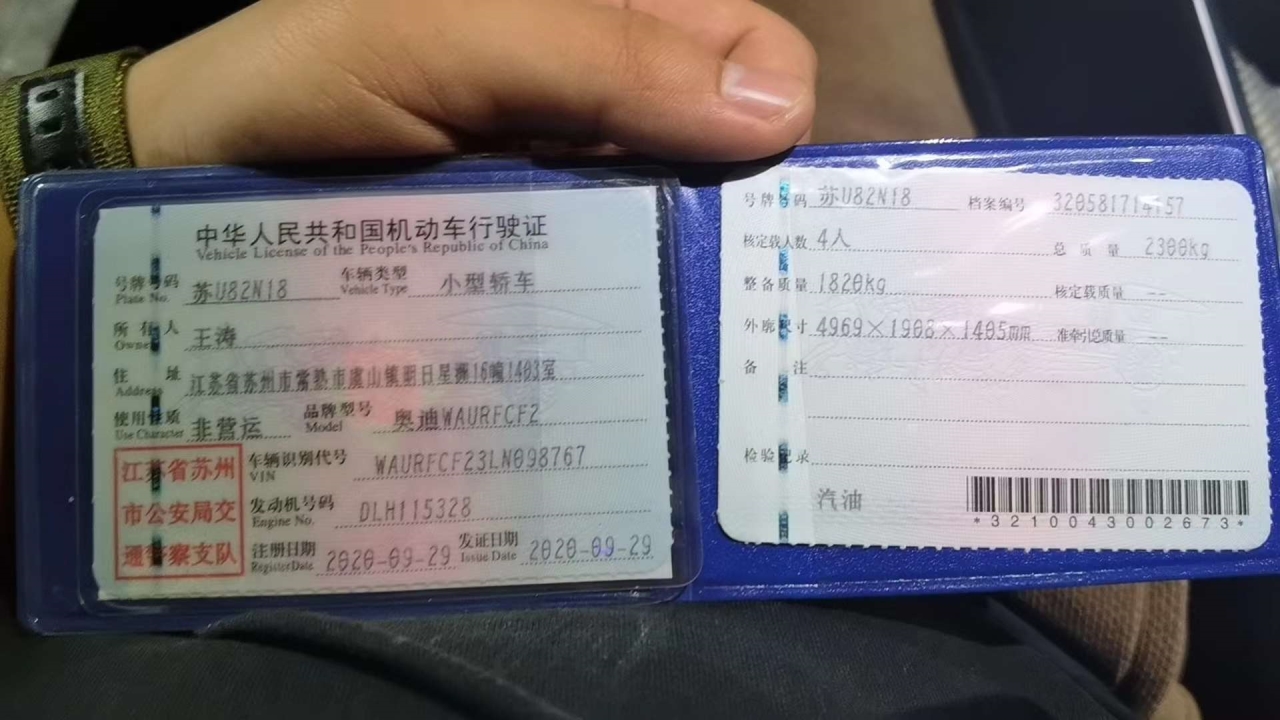 中华人民共和国机动车行驶证
Vehicle License of the People's Republic of China
号牌号码 苏U82N18 车辆类型 小型轿车
Plate No. Vehicle Type
所有人 王涛
Owner
住址 江苏省苏州市常熟市虞山镇明日星洲16幢1403室
Address
使用性质 非营运 品牌型号 奥迪WAURFCF2
Use Character Model
江苏省苏州
市公安局交
通警察支队
车辆识别代号 WAURFCF23LN098767
VIN
发动机号码 DLH115328
Engine No.
注册日期 2020-09-29 发证日期 2020-09-29
Register Date Issue Date
号牌号码 苏U82N18 档案编号
核定载人数 4人 总质量 2300kg
整备质量 1820kg 核定载质量 --
外廓尺寸 4969×1908×1405mm 准牵引总质量 --
备注
检验记录
汽油
*3210043002673*